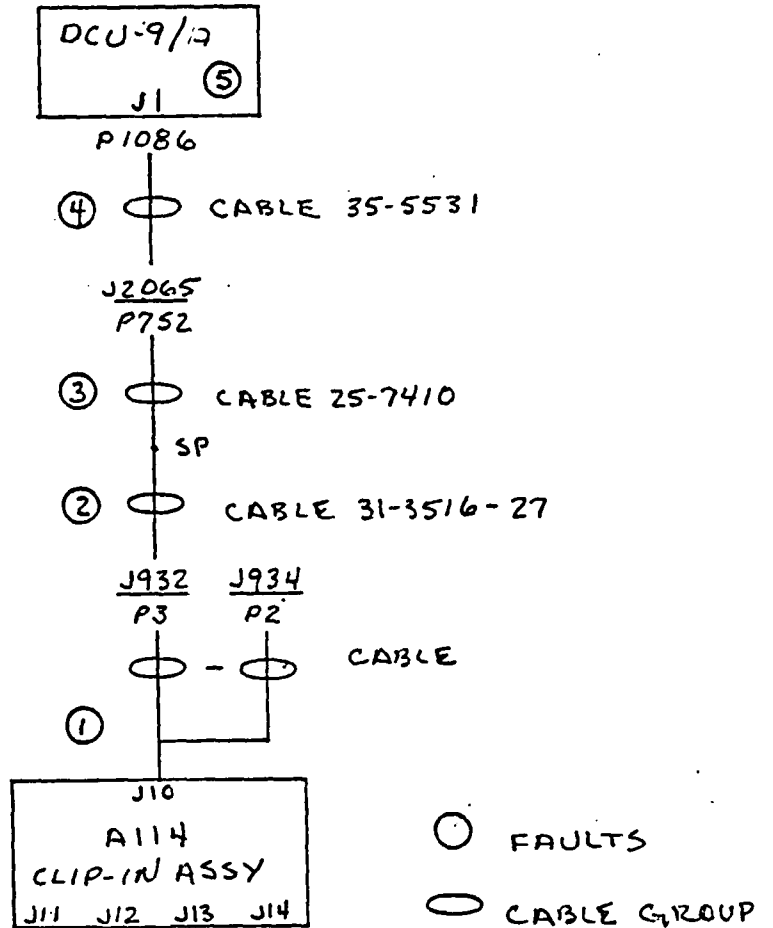 DCU-9/A
⑤
J1
P1086
④ CABLE 35-5531
J2065
P752
③ CABLE 25-7410
SP
② CABLE 31-3516-27
J932 J934
P3 P2
CABLE
①
J10
A114
CLIP-IN ASSY
J11 J12 J13 J14
FAULTS
CABLE GROUP